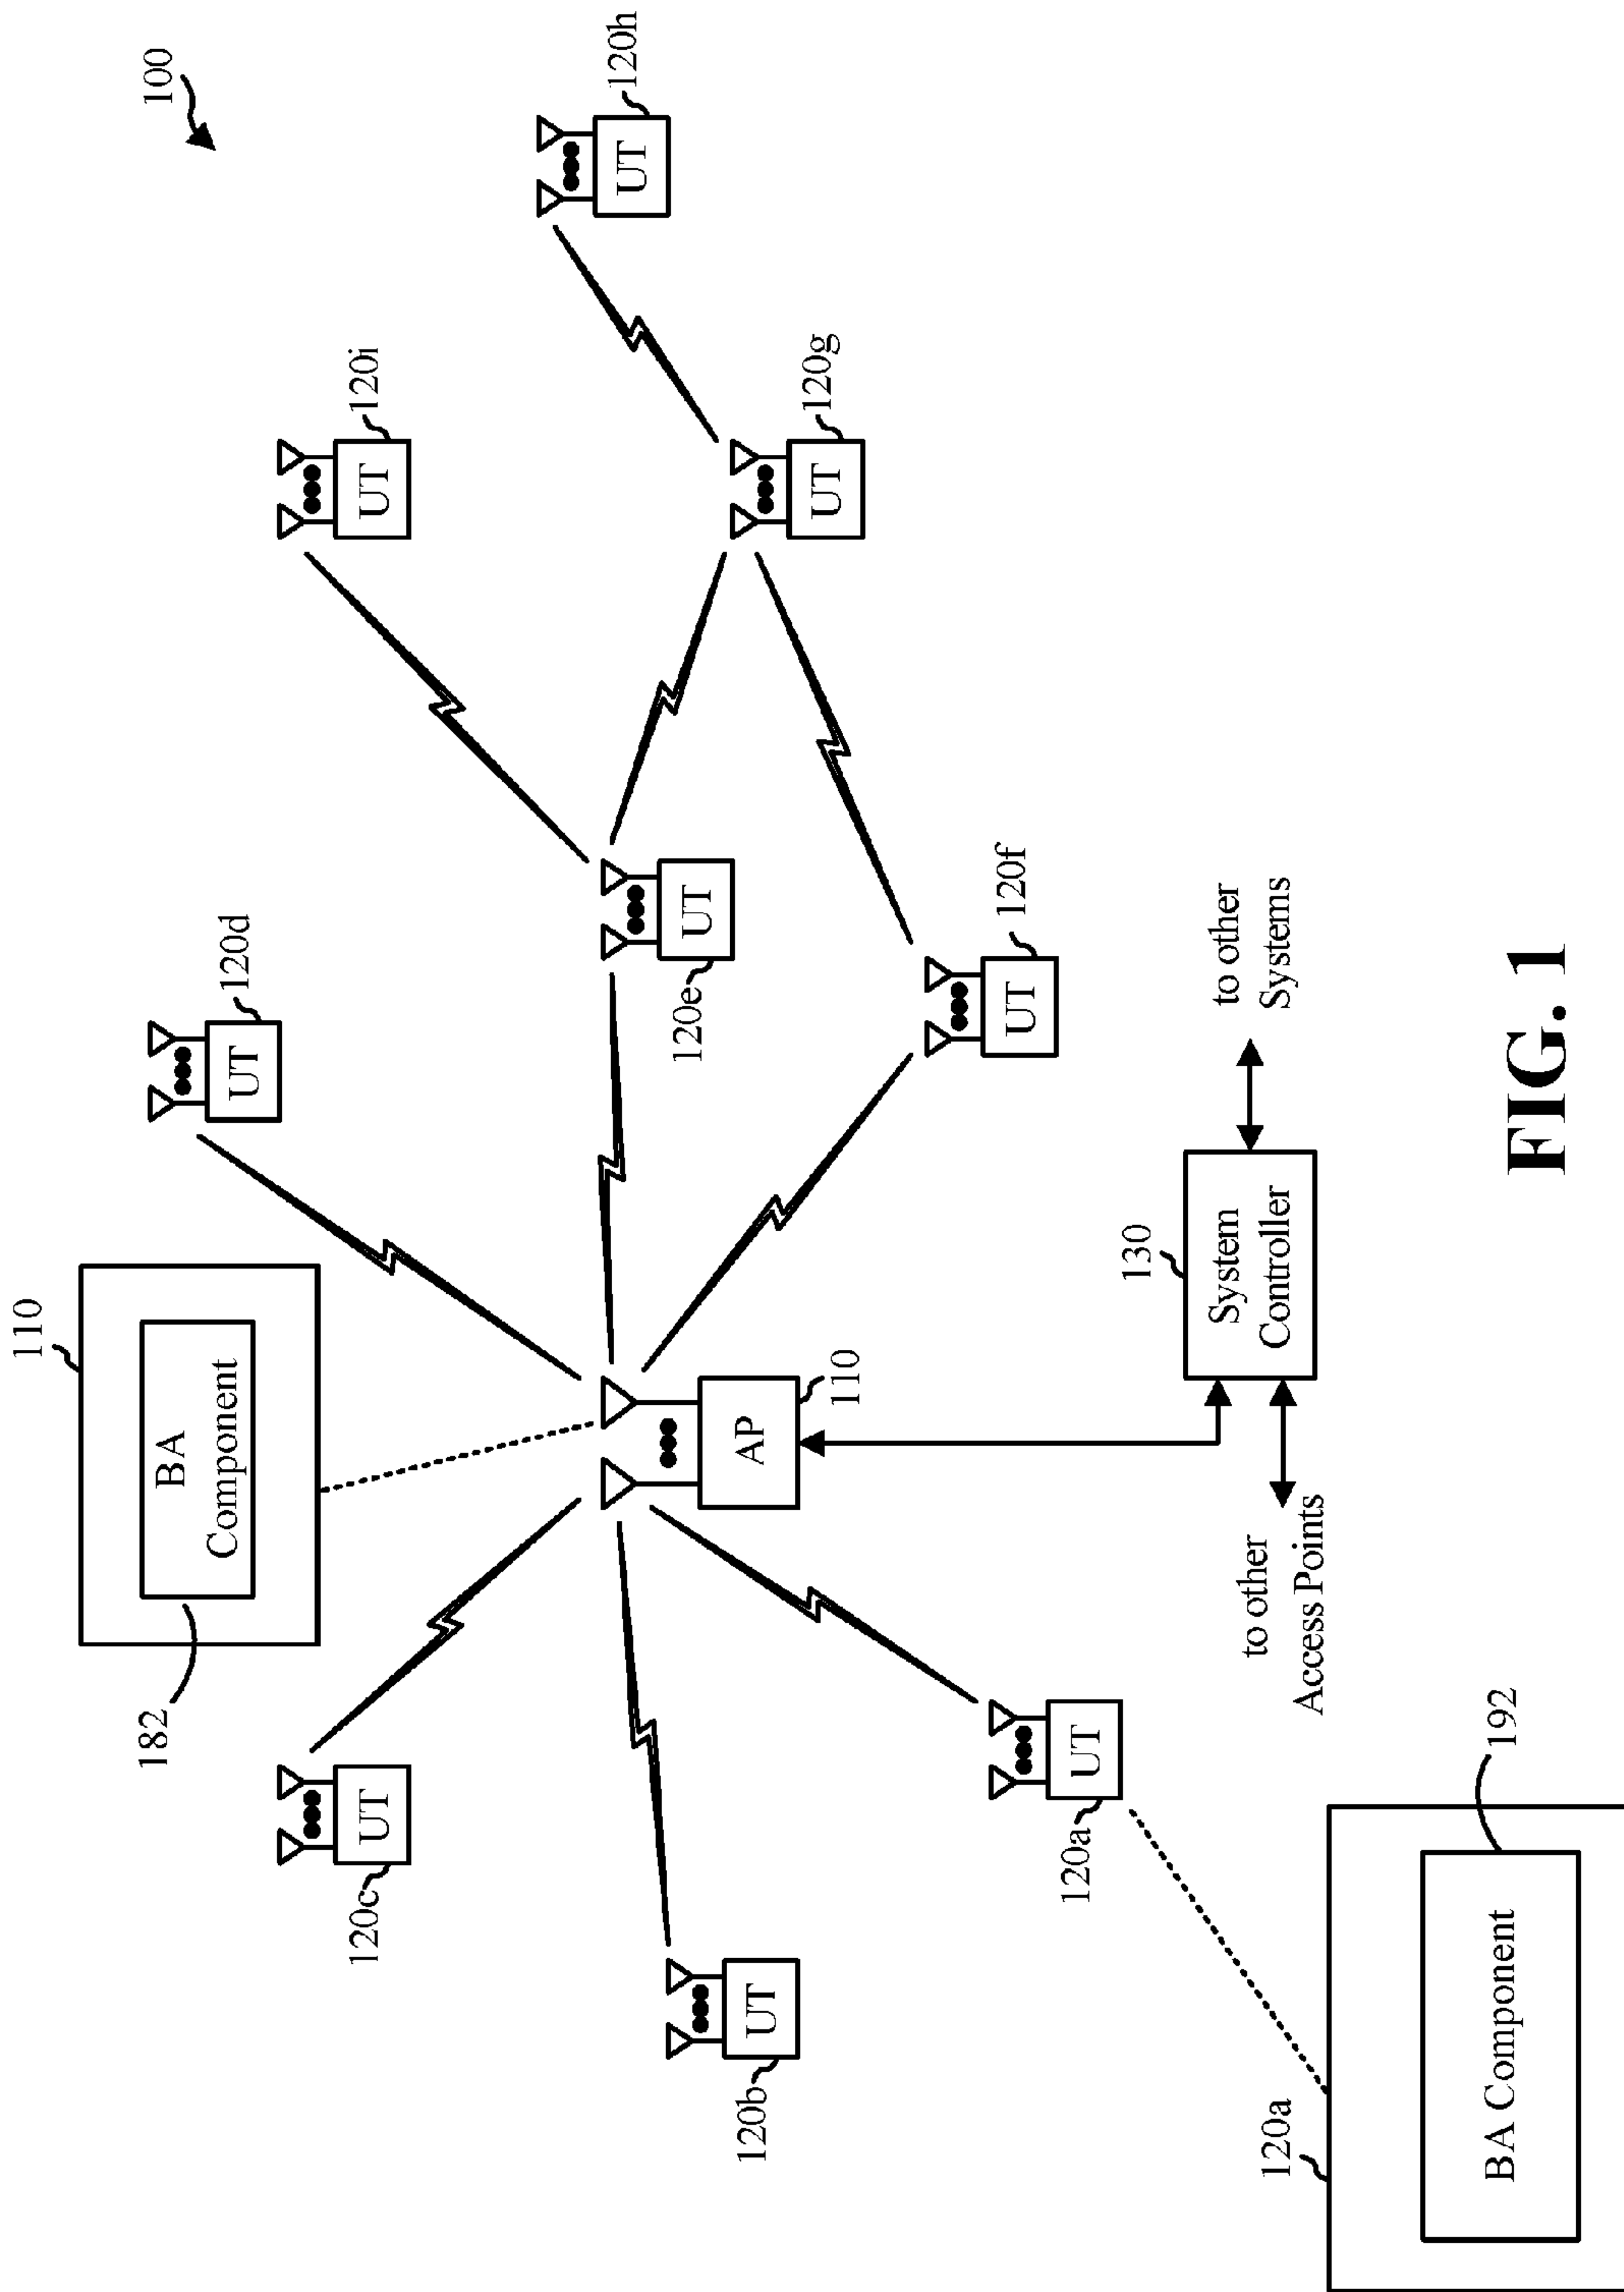 100
110
BA
Component
182
120d
UT
120i
UT
120h
UT
120c
UT
120e
UT
120g
UT
120b
UT
AP
110
120f
UT
120a
UT
130
System
Controller
to other
Systems
to other
Access Points
120a
BA Component
192
FIG. 1